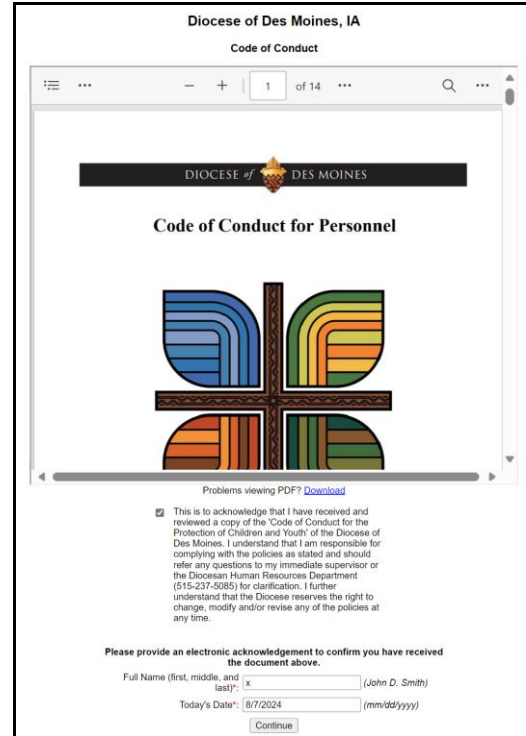 Diocese of Des Moines, IA
Code of Conduct
1 of 14
DIOCESE of DES MOINES
Code of Conduct for Personnel
Problems viewing PDF? Download
This is to acknowledge that I have received and
reviewed a copy of the 'Code of Conduct for the
Protection of Children and Youth' of the Diocese of
Des Moines. I understand that I am responsible for
complying with the policies as stated and should
refer any questions to my immediate supervisor or
the Diocesan Human Resources Department
(515-237-5085) for clarification. I further
understand that the Diocese reserves the right to
change, modify and/or revise any of the policies at
any time.
Please provide an electronic acknowledgement to confirm you have received
the document above.
Full Name (first, middle, and
last)*: x (John D. Smith)
Today's Date*: 8/7/2024 (mm/dd/yyyy)
Continue